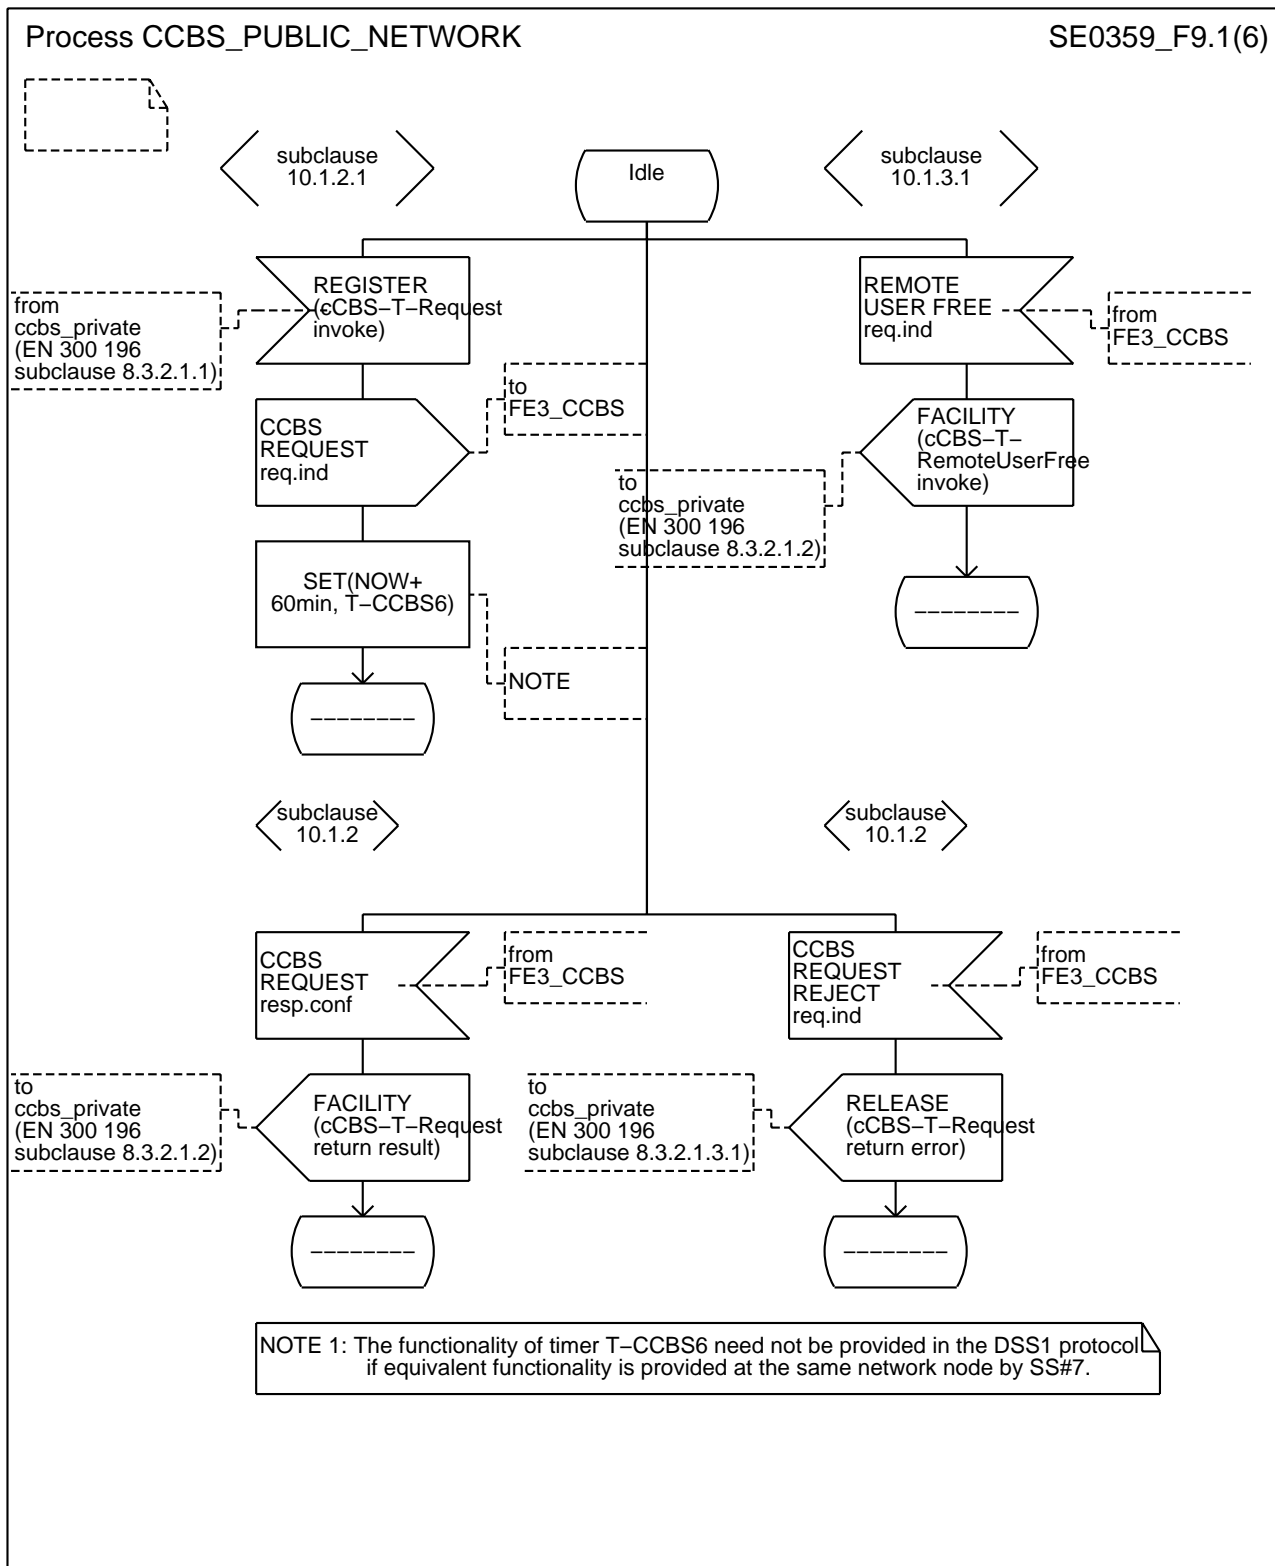 Process CCBS_PUBLIC_NETWORK
SE0359_F9.1(6)
subclause
10.1.2.1
Idle
subclause
10.1.3.1
from
ccbs_private
(EN 300 196
subclause 8.3.2.1.1)
REGISTER
(cCBS–T–Request
invoke)
REMOTE
USER FREE
req.ind
from
FE3_CCBS
CCBS
REQUEST
req.ind
to
FE3_CCBS
FACILITY
(cCBS–T–
RemoteUserFree
invoke)
to
ccbs_private
(EN 300 196
subclause 8.3.2.1.2)
SET(NOW+
60min, T–CCBS6)
NOTE
––––––––
––––––––
subclause
10.1.2
subclause
10.1.2
CCBS
REQUEST
resp.conf
from
FE3_CCBS
CCBS
REQUEST
REJECT
req.ind
from
FE3_CCBS
to
ccbs_private
(EN 300 196
subclause 8.3.2.1.2)
FACILITY
(cCBS–T–Request
return result)
to
ccbs_private
(EN 300 196
subclause 8.3.2.1.3.1)
RELEASE
(cCBS–T–Request
return error)
––––––––
––––––––
NOTE 1: The functionality of timer T–CCBS6 need not be provided in the DSS1 protocol
if equivalent functionality is provided at the same network node by SS#7.